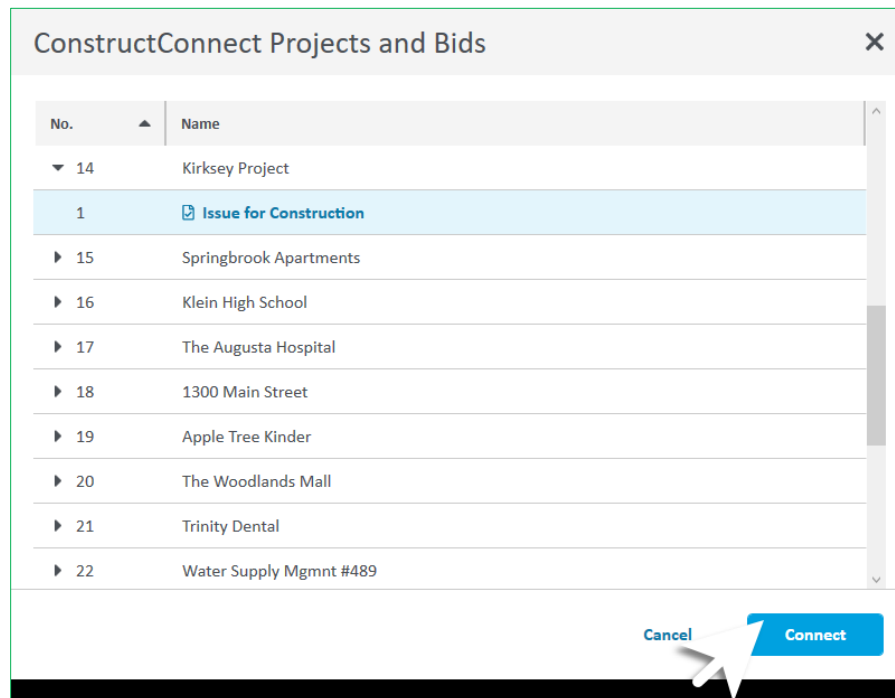 ConstructConnect Projects and Bids
No. Name
14 Kirksey Project
1 Issue for Construction
15 Springbrook Apartments
16 Klein High School
17 The Augusta Hospital
18 1300 Main Street
19 Apple Tree Kinder
20 The Woodlands Mall
21 Trinity Dental
22 Water Supply Mgmnt #489
Cancel Connect